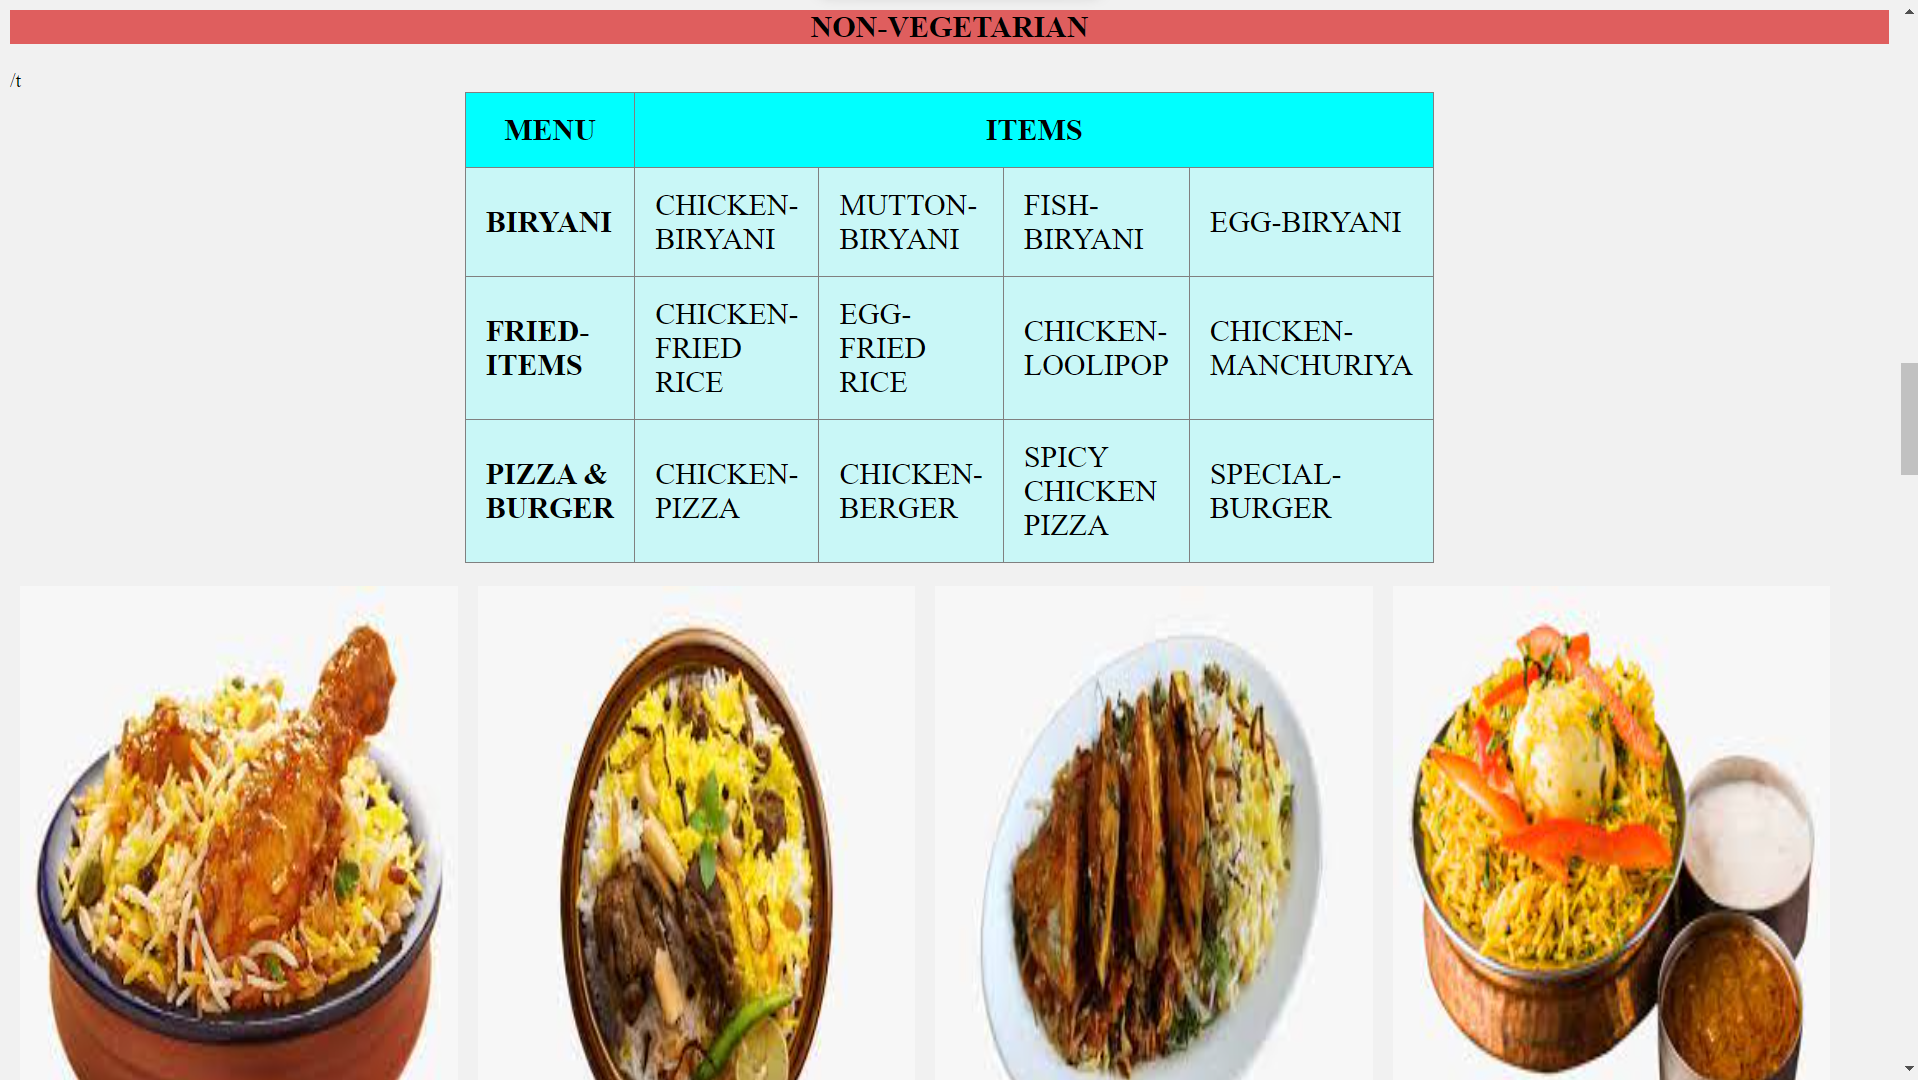 NON-VEGETARIAN
/t
MENU
ITEMS
BIRYANI
CHICKEN-
BIRYANI
MUTTON-
BIRYANI
FISH-
BIRYANI
EGG-BIRYANI
FRIED-
ITEMS
CHICKEN-
FRIED
RICE
EGG-
FRIED
RICE
CHICKEN-
LOOLIPOP
CHICKEN-
MANCHURIYA
PIZZA &
BURGER
CHICKEN-
PIZZA
CHICKEN-
BERGER
SPICY
CHICKEN
PIZZA
SPECIAL-
BURGER